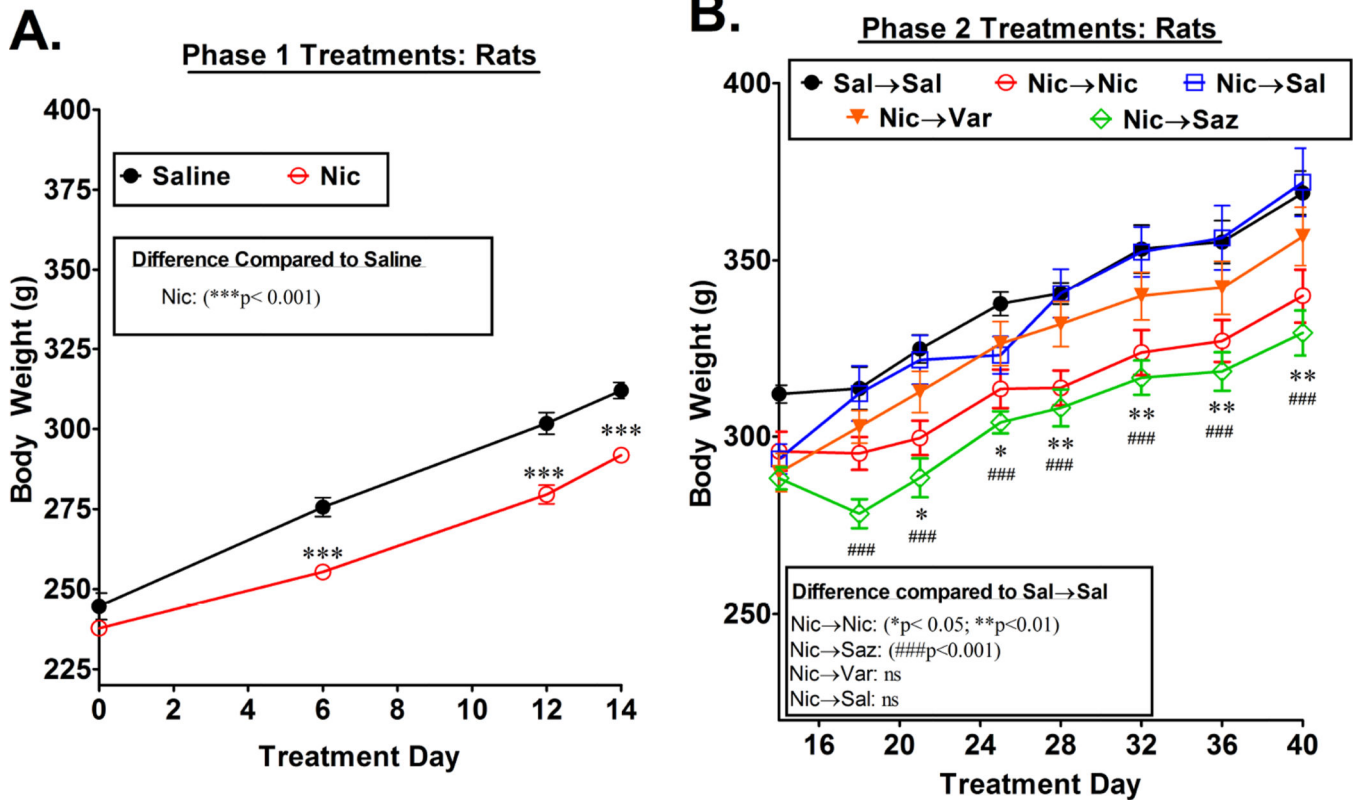 A.
Phase 1 Treatments: Rats
400
375
350
325
300
275
250
225
Body Weight (g)
Saline Nic
Difference Compared to Saline
Nic: (***p< 0.001)
***
***
***
0 2 4 6 8 10 12 14
Treatment Day
B.
Phase 2 Treatments: Rats
Sal→Sal Nic→Nic Nic→Sal
Nic→Var Nic→Saz
400
350
300
250
Body Weight (g)
###
*
###
*
###
**
###
**
###
**
###
**
###
Difference compared to Sal→Sal
Nic→Nic: (*p< 0.05; **p<0.01)
Nic→Saz: (###p<0.001)
Nic→Var: ns
Nic→Sal: ns
16 20 24 28 32 36 40
Treatment Day